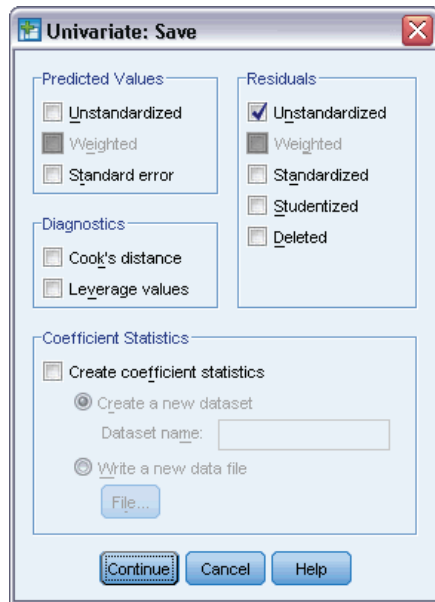 Univariate: Save
Predicted Values
Unstandardized
Weighted
Standard error
Diagnostics
Cook's distance
Leverage values
Residuals
Unstandardized
Weighted
Standardized
Studentized
Deleted
Coefficient Statistics
Create coefficient statistics
Create a new dataset
Dataset name:
Write a new data file
File...
Continue
Cancel
Help